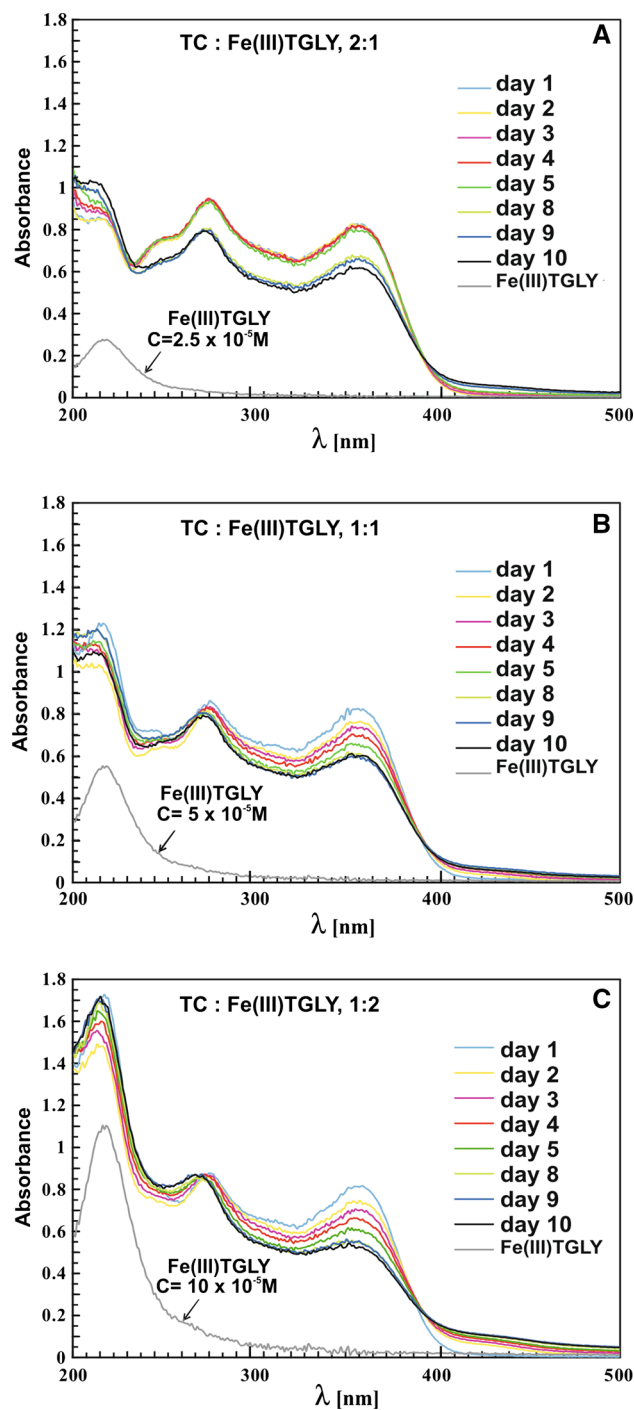 A
TC : Fe(III)TGLY, 2:1
1.8
1.6
1.4
1.2
1
0.8
0.6
0.4
0.2
0
Absorbance
day 1
day 2
day 3
day 4
day 5
day 8
day 9
day 10
Fe(III)TGLY
Fe(III)TGLY
C=2.5 x 10⁻⁵M
200
300
400
500
λ [nm]
B
TC : Fe(III)TGLY, 1:1
1.8
1.6
1.4
1.2
1
0.8
0.6
0.4
0.2
0
Absorbance
day 1
day 2
day 3
day 4
day 5
day 8
day 9
day 10
Fe(III)TGLY
Fe(III)TGLY
C= 5 x 10⁻⁵M
200
300
400
500
λ [nm]
C
TC : Fe(III)TGLY, 1:2
1.8
1.6
1.4
1.2
1
0.8
0.6
0.4
0.2
0
Absorbance
day 1
day 2
day 3
day 4
day 5
day 8
day 9
day 10
Fe(III)TGLY
Fe(III)TGLY
C= 10 x 10⁻⁵M
200
300
400
500
λ [nm]